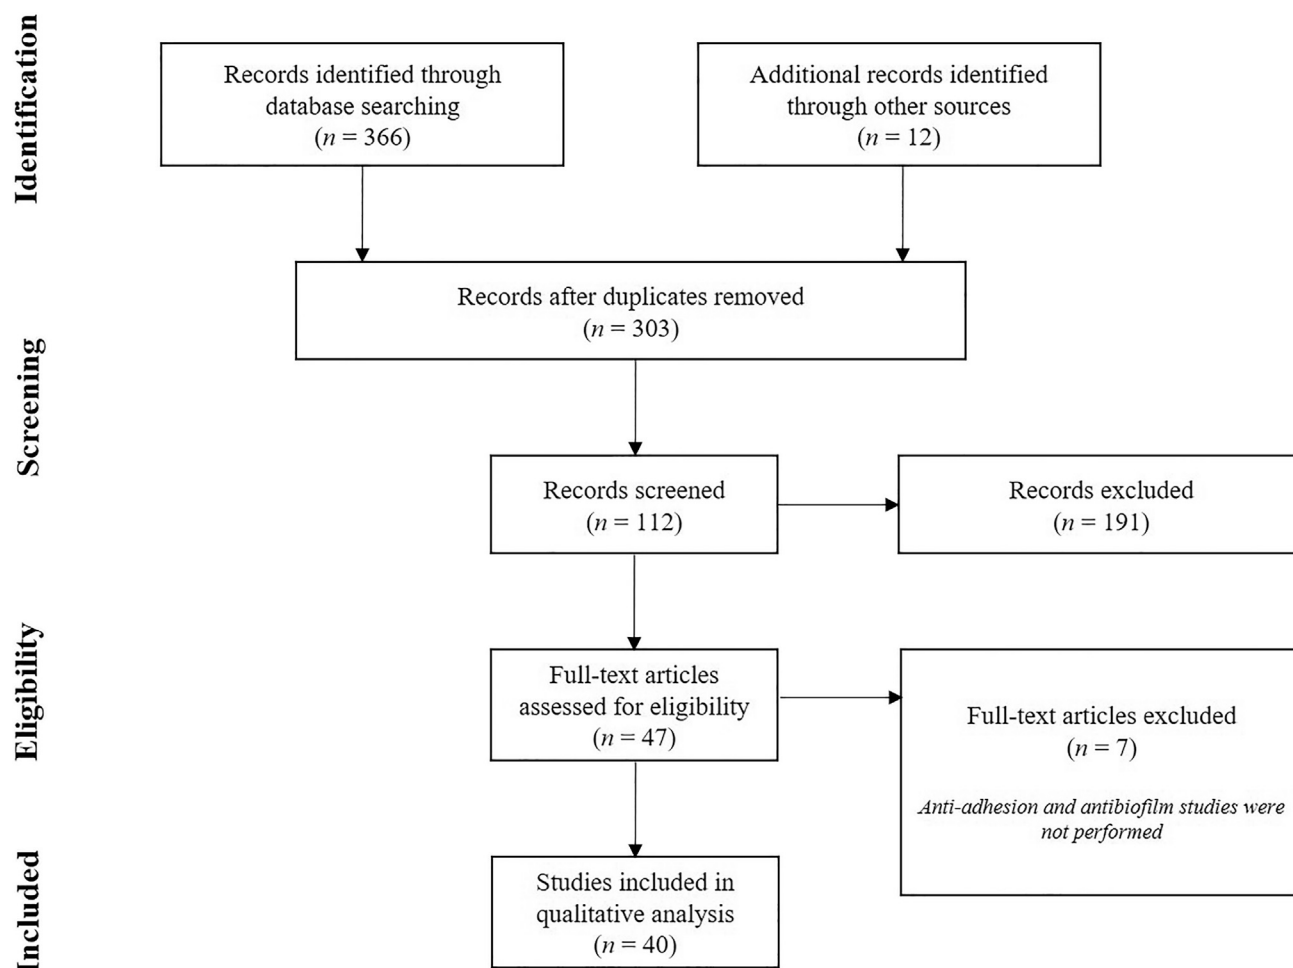 Identification
Records identified through
database searching
(n = 366)
Additional records identified
through other sources
(n = 12)
Records after duplicates removed
(n = 303)
Screening
Records screened
(n = 112)
Records excluded
(n = 191)
Eligibility
Full-text articles
assessed for eligibility
(n = 47)
Full-text articles excluded
(n = 7)
Anti-adhesion and antibiofilm studies were
not performed
Included
Studies included in
qualitative analysis
(n = 40)